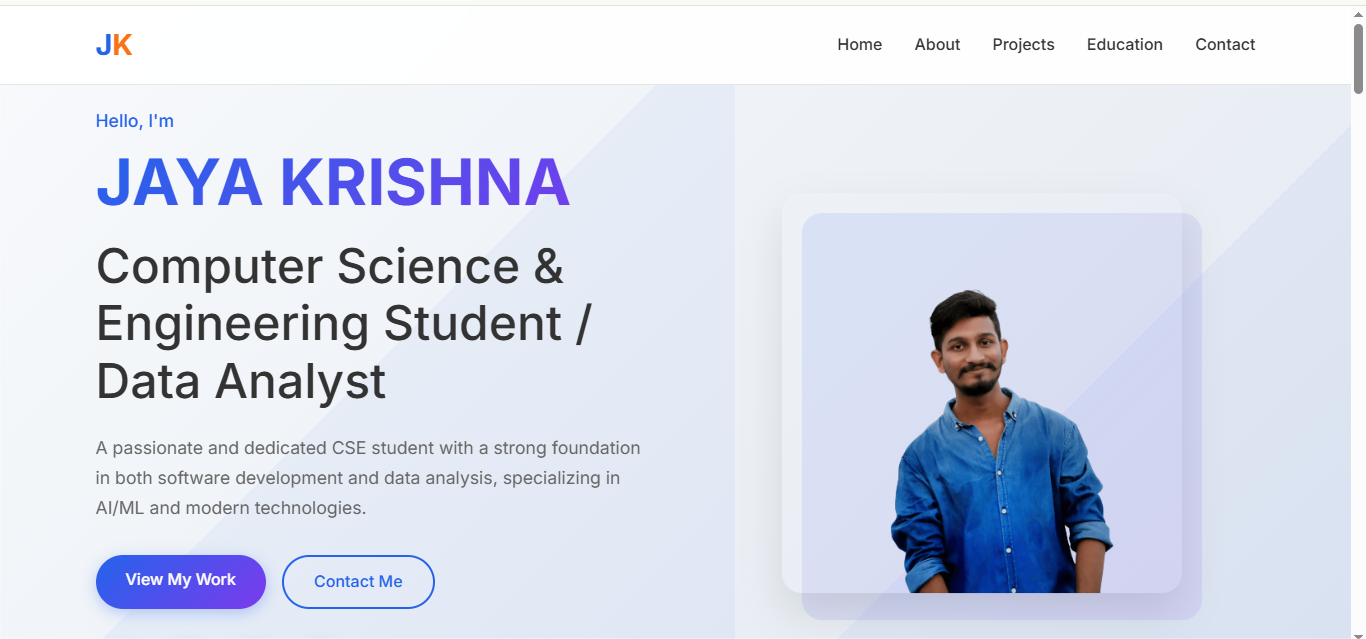 JK
Home About Projects Education Contact
Hello, I'm
JAYA KRISHNA
Computer Science &
Engineering Student /
Data Analyst
A passionate and dedicated CSE student with a strong foundation
in both software development and data analysis, specializing in
AI/ML and modern technologies.
View My Work Contact Me